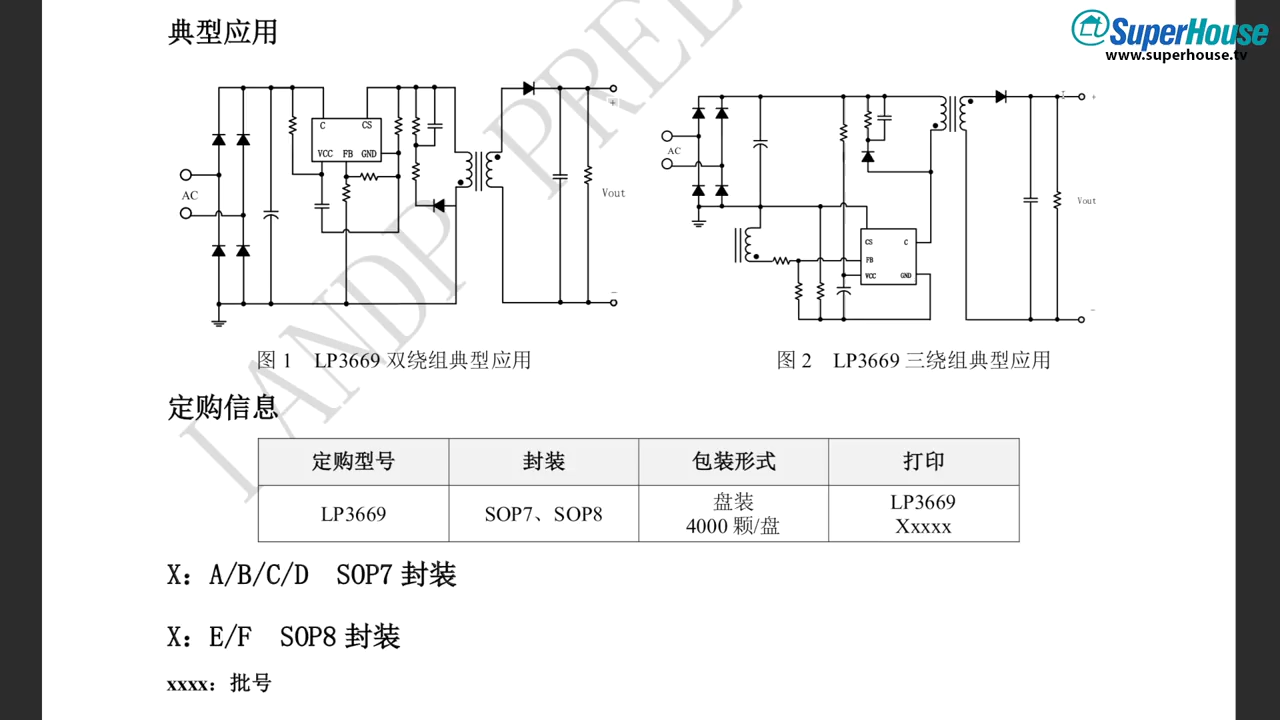 典型应用
SuperHouse
www.superhouse.tv
LANDP PREL
C CS
VCC FB GND
AC
+
Vout
−
AC
CS C
FB
VCC GND
+
Vout
−
图 1 LP3669 双绕组典型应用
图 2 LP3669 三绕组典型应用
定购信息
定购型号 封装 包装形式 打印
LP3669 SOP7、SOP8 盘装 4000 颗/盘 LP3669 Xxxxx
X：A/B/C/D SOP7 封装
X：E/F SOP8 封装
xxxx：批号